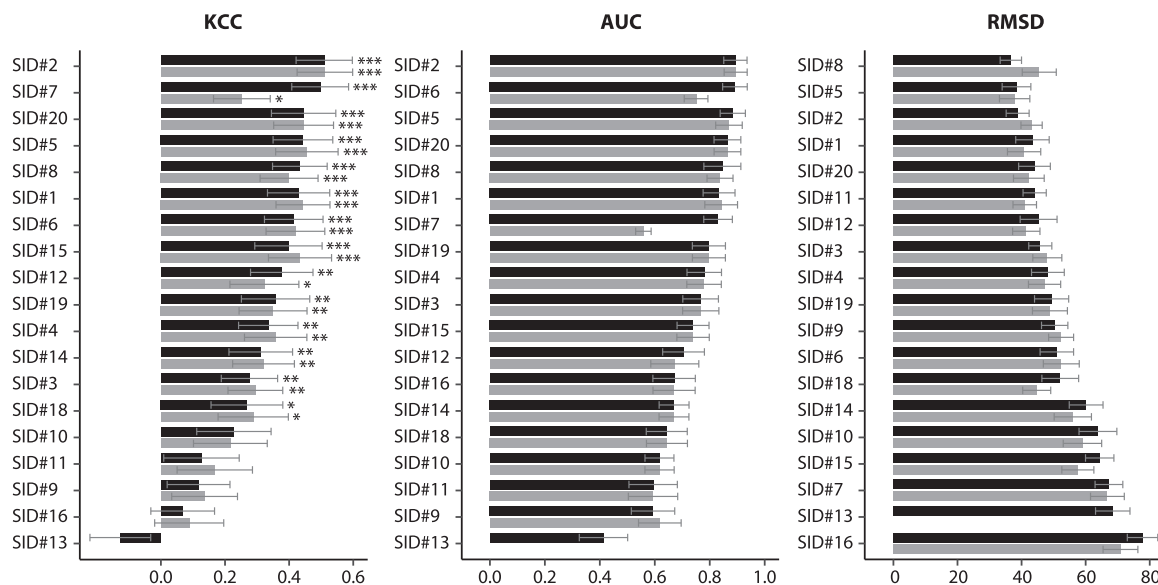 KCC
SID#2 ***
***
SID#7 ***
*
SID#20 ***
***
SID#5 ***
***
SID#8 ***
***
SID#1 ***
***
SID#6 ***
***
SID#15 ***
***
SID#12 **
*
SID#19 **
**
SID#4 **
**
SID#14 **
**
SID#3 **
**
SID#18 *
*
SID#10
SID#11
SID#9
SID#16
SID#13
0.0 0.2 0.4 0.6
AUC
SID#2
SID#6
SID#5
SID#20
SID#8
SID#1
SID#7
SID#19
SID#4
SID#3
SID#15
SID#12
SID#16
SID#14
SID#18
SID#10
SID#11
SID#9
SID#13
0.0 0.2 0.4 0.6 0.8 1.0
RMSD
SID#8
SID#5
SID#2
SID#1
SID#20
SID#11
SID#12
SID#3
SID#4
SID#19
SID#9
SID#6
SID#18
SID#14
SID#10
SID#15
SID#7
SID#13
SID#16
0 20 40 60 80